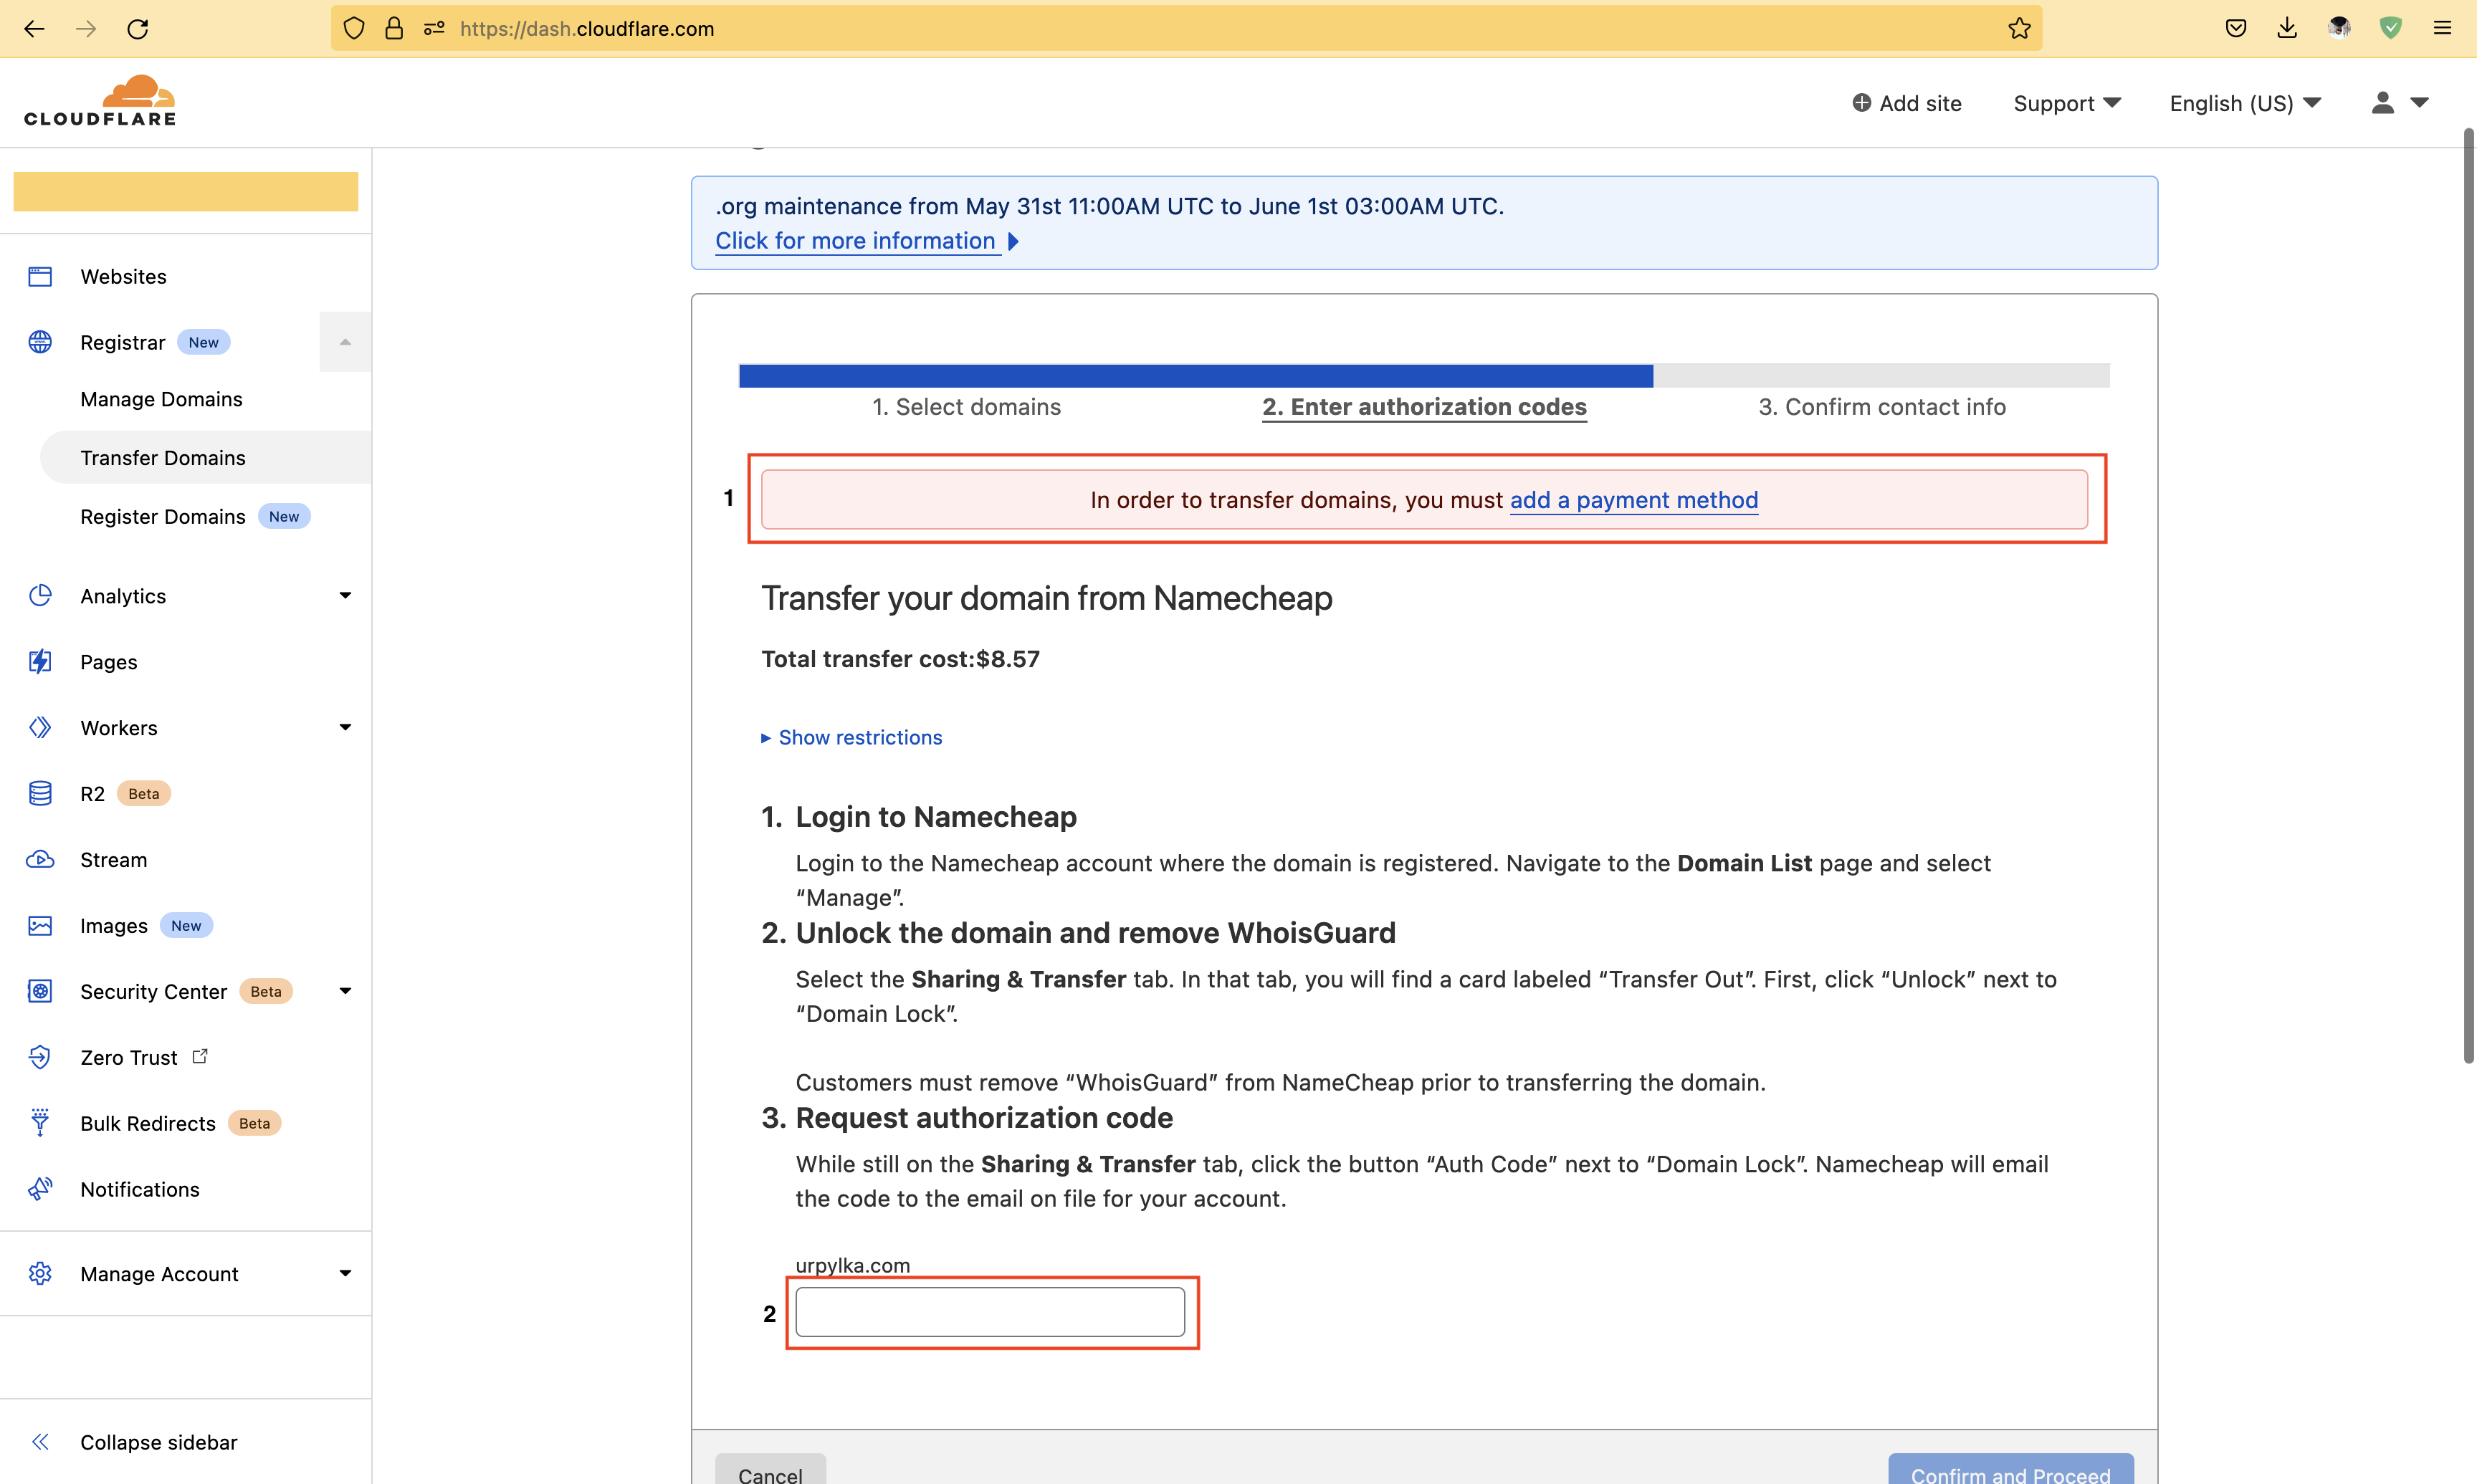 https://dash.cloudflare.com
CLOUDFLARE
Add site
Support
English (US)
Websites
Registrar New
Manage Domains
Transfer Domains
Register Domains New
Analytics
Pages
Workers
R2 Beta
Stream
Images New
Security Center Beta
Zero Trust
Bulk Redirects Beta
Notifications
Manage Account
Collapse sidebar
.org maintenance from May 31st 11:00AM UTC to June 1st 03:00AM UTC.
Click for more information
1. Select domains
2. Enter authorization codes
3. Confirm contact info
1
In order to transfer domains, you must add a payment method
Transfer your domain from Namecheap
Total transfer cost:$8.57
Show restrictions
1. Login to Namecheap
Login to the Namecheap account where the domain is registered. Navigate to the Domain List page and select
“Manage”.
2. Unlock the domain and remove WhoisGuard
Select the Sharing & Transfer tab. In that tab, you will find a card labeled “Transfer Out”. First, click “Unlock” next to
“Domain Lock”.
Customers must remove “WhoisGuard” from NameCheap prior to transferring the domain.
3. Request authorization code
While still on the Sharing & Transfer tab, click the button “Auth Code” next to “Domain Lock”. Namecheap will email
the code to the email on file for your account.
urpylka.com
2
Cancel
Confirm and Proceed